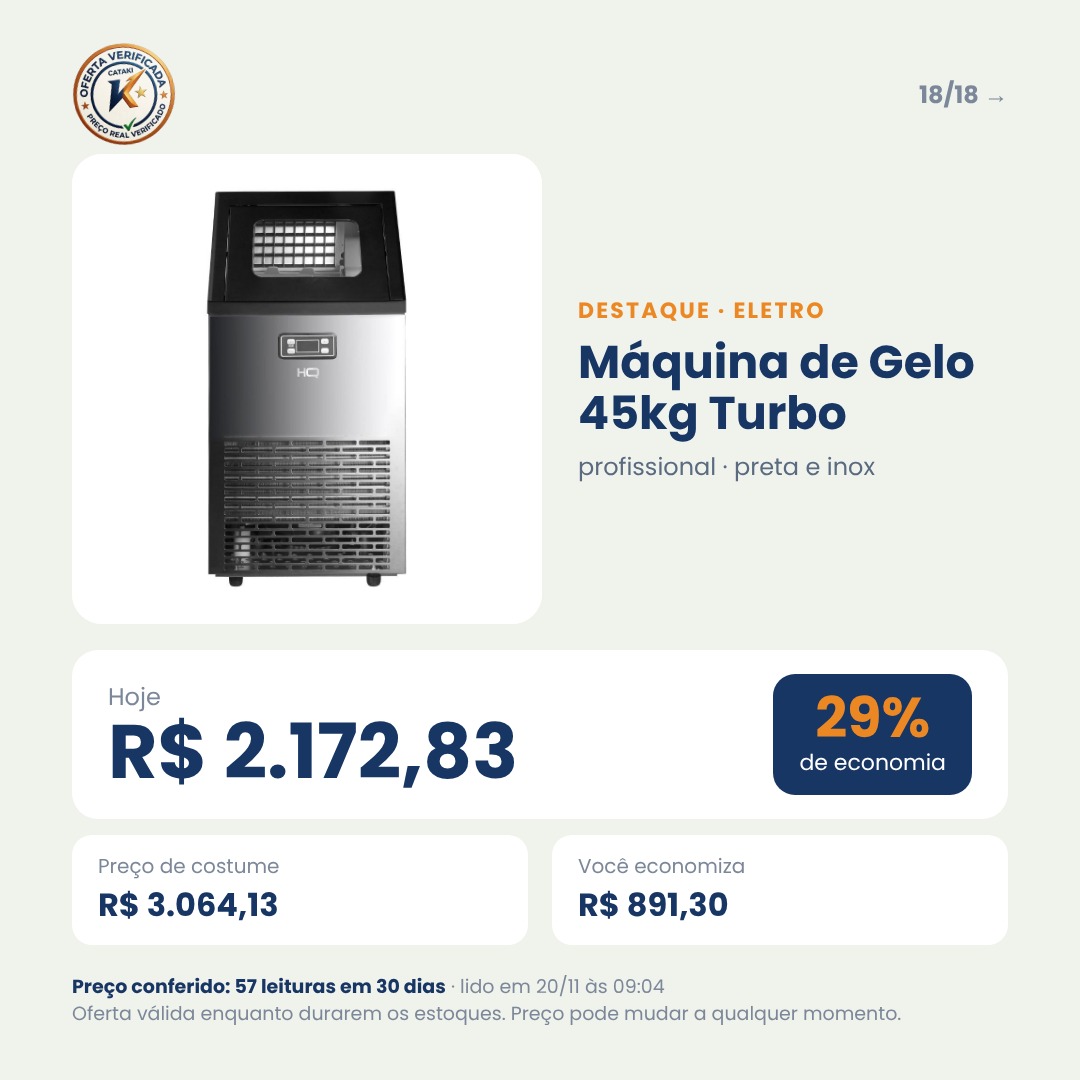 OFERTA VERIFICADA
CATAKI
K
PREÇO REAL VERIFICADO
18/18 →
HQ
DESTAQUE · ELETRO
Máquina de Gelo
45kg Turbo
profissional · preta e inox
Hoje
R$ 2.172,83
29%
de economia
Preço de costume
R$ 3.064,13
Você economiza
R$ 891,30
Preço conferido: 57 leituras em 30 dias · lido em 20/11 às 09:04
Oferta válida enquanto durarem os estoques. Preço pode mudar a qualquer momento.